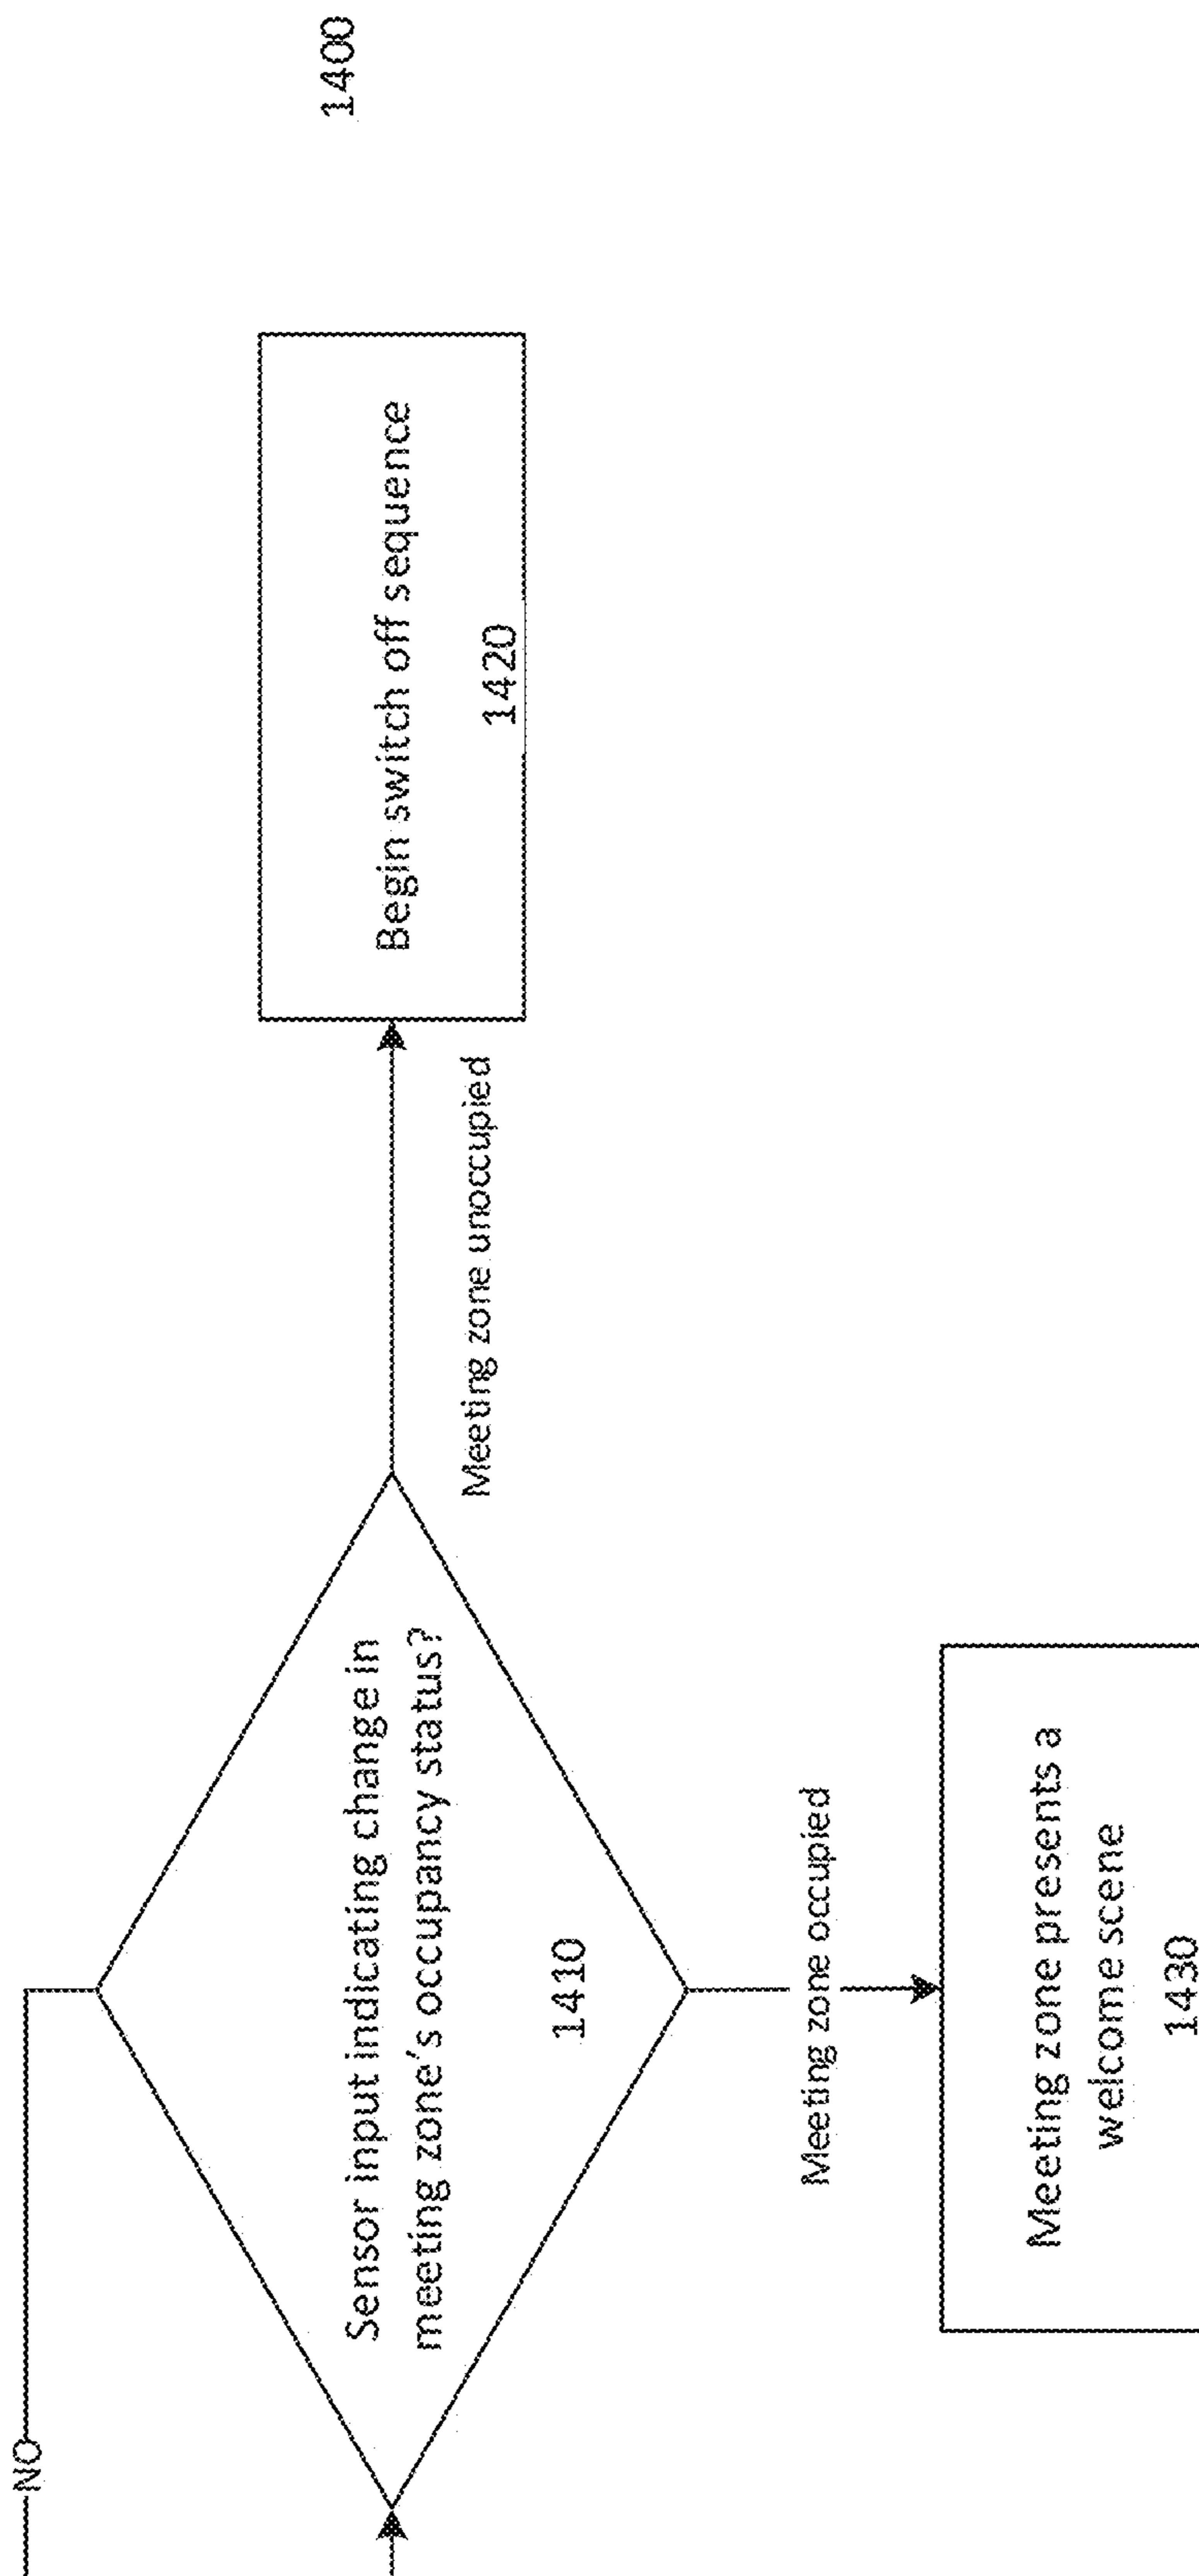 1400
NO
Sensor input indicating change in
meeting zone's occupancy status?
1410
Meeting zone unoccupied
Begin switch off sequence
1420
Meeting zone occupied
Meeting zone presents a
welcome scene
1430